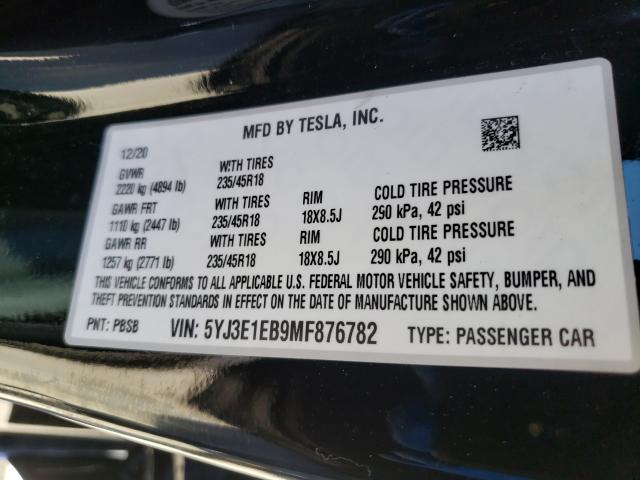 MFD BY TESLA, INC.
12/20
GVWR WITH TIRES
2220 kg (4894 lb) 235/45R18
GAWR FRT WITH TIRES RIM COLD TIRE PRESSURE
1110 kg (2447 lb) 235/45R18 18X8.5J 290 kPa, 42 psi
GAWR RR WITH TIRES RIM COLD TIRE PRESSURE
1257 kg (2771 lb) 235/45R18 18X8.5J 290 kPa, 42 psi
THIS VEHICLE CONFORMS TO ALL APPLICABLE U.S. FEDERAL MOTOR VEHICLE SAFETY, BUMPER, AND
THEFT PREVENTION STANDARDS IN EFFECT ON THE DATE OF MANUFACTURE SHOWN ABOVE.
PNT: PBSB VIN: 5YJ3E1EB9MF876782 TYPE: PASSENGER CAR